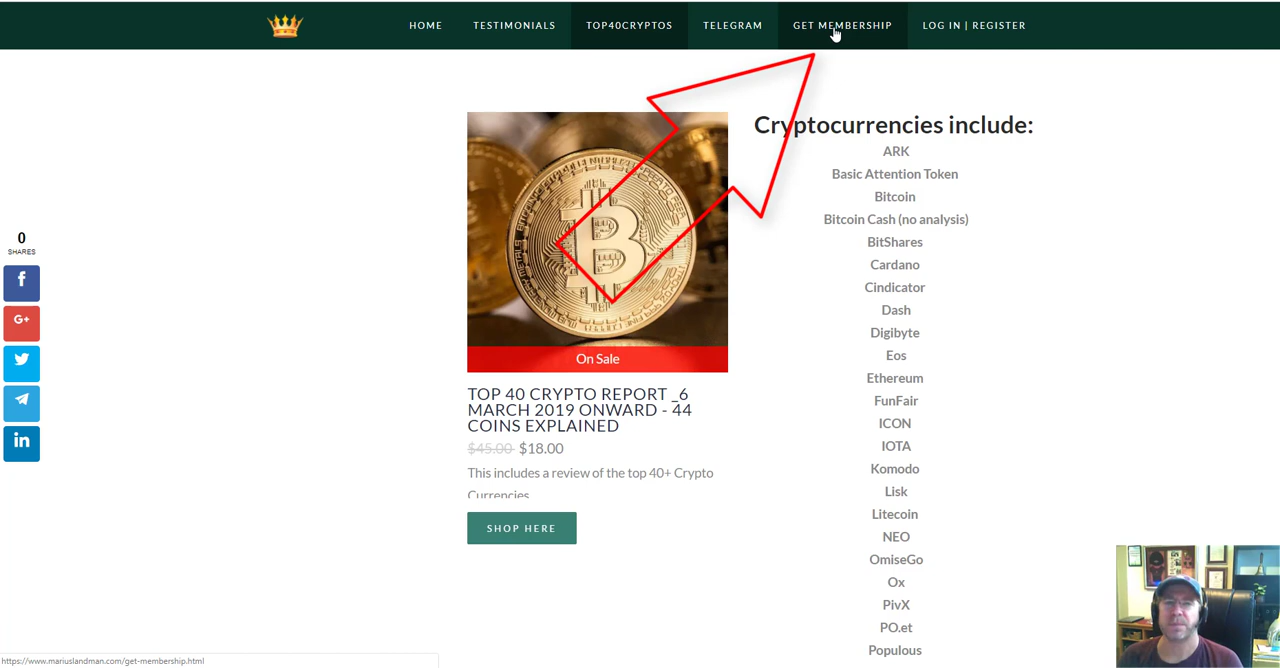 HOME
TESTIMONIALS
TOP40CRYPTOS
TELEGRAM
GET MEMBERSHIP
LOG IN | REGISTER
0
SHARES
f
G+
in
On Sale
TOP 40 CRYPTO REPORT _6
MARCH 2019 ONWARD - 44
COINS EXPLAINED
$45.00 $18.00
This includes a review of the top 40+ Crypto
Currencies
SHOP HERE
Cryptocurrencies include:
ARK
Basic Attention Token
Bitcoin
Bitcoin Cash (no analysis)
BitShares
Cardano
Cindicator
Dash
Digibyte
Eos
Ethereum
FunFair
ICON
IOTA
Komodo
Lisk
Litecoin
NEO
OmiseGo
Ox
PivX
PO.et
Populous
https://www.mariuslandman.com/get-membership.html